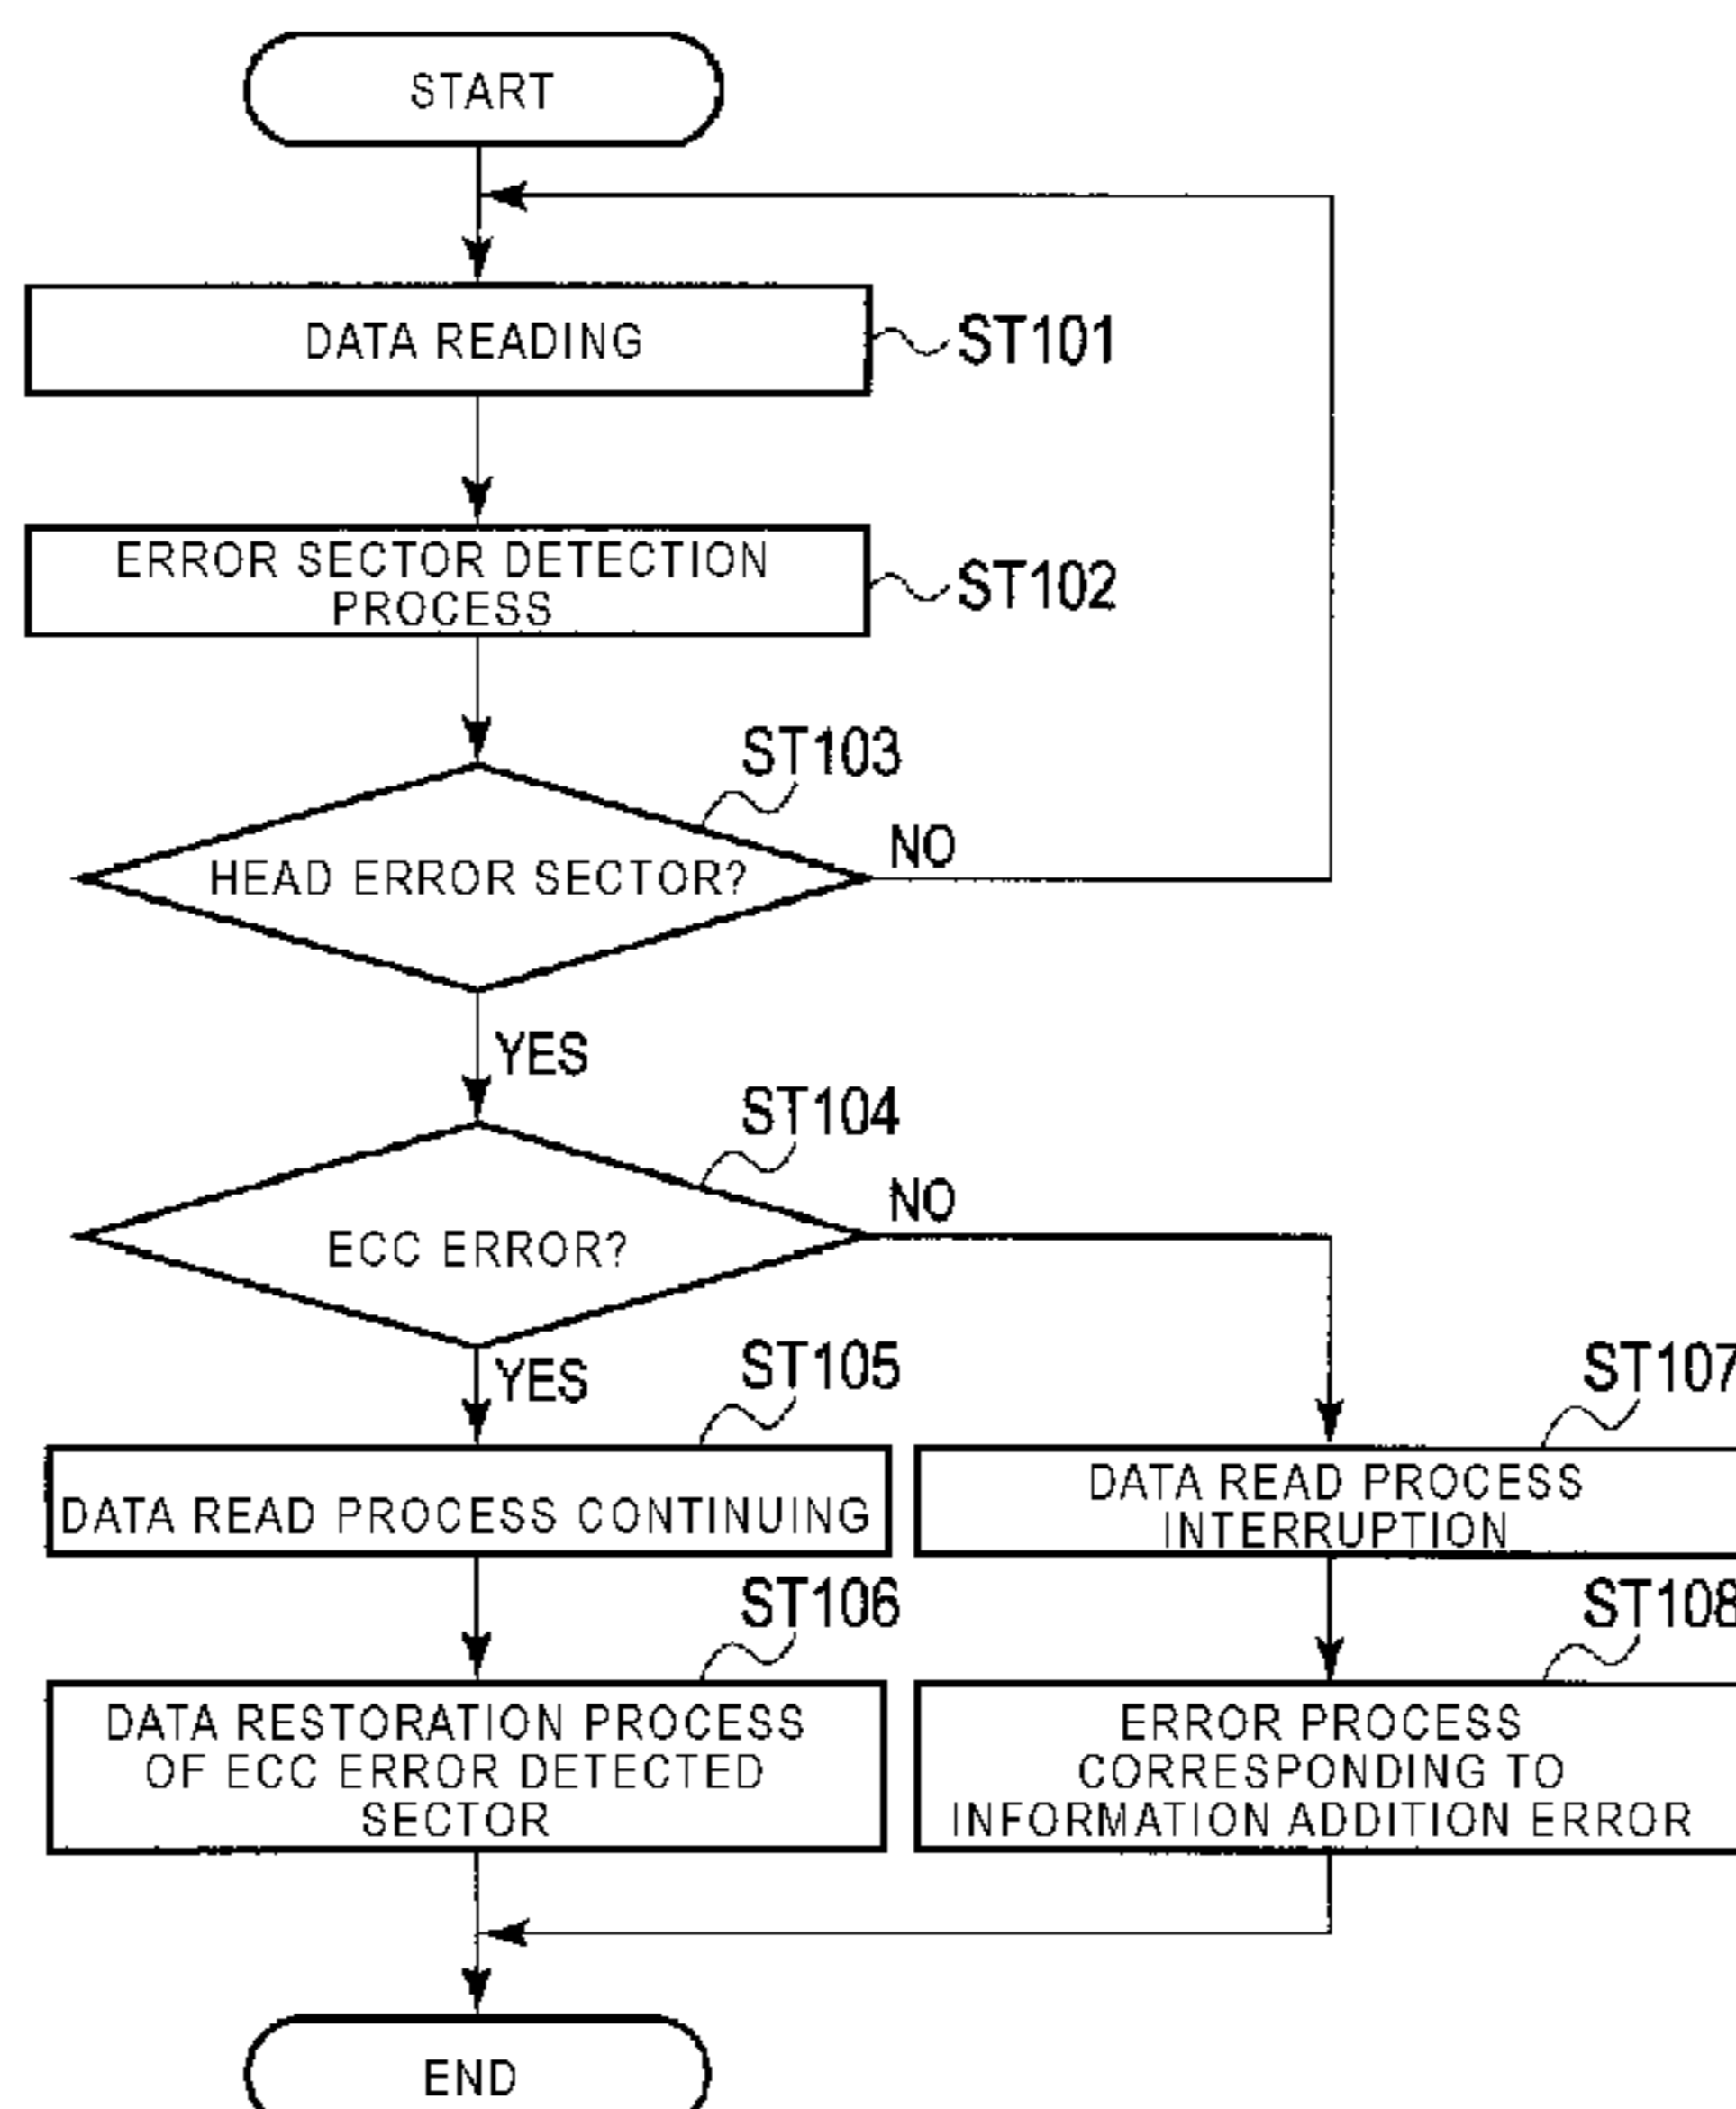 START
DATA READING
ST101
ERROR SECTOR DETECTION
PROCESS
ST102
ST103
HEAD ERROR SECTOR?
NO
YES
ST104
ECC ERROR?
NO
YES
ST105
DATA READ PROCESS CONTINUING
ST107
DATA READ PROCESS
INTERRUPTION
ST106
DATA RESTORATION PROCESS
OF ECC ERROR DETECTED
SECTOR
ST108
ERROR PROCESS
CORRESPONDING TO
INFORMATION ADDITION ERROR
END